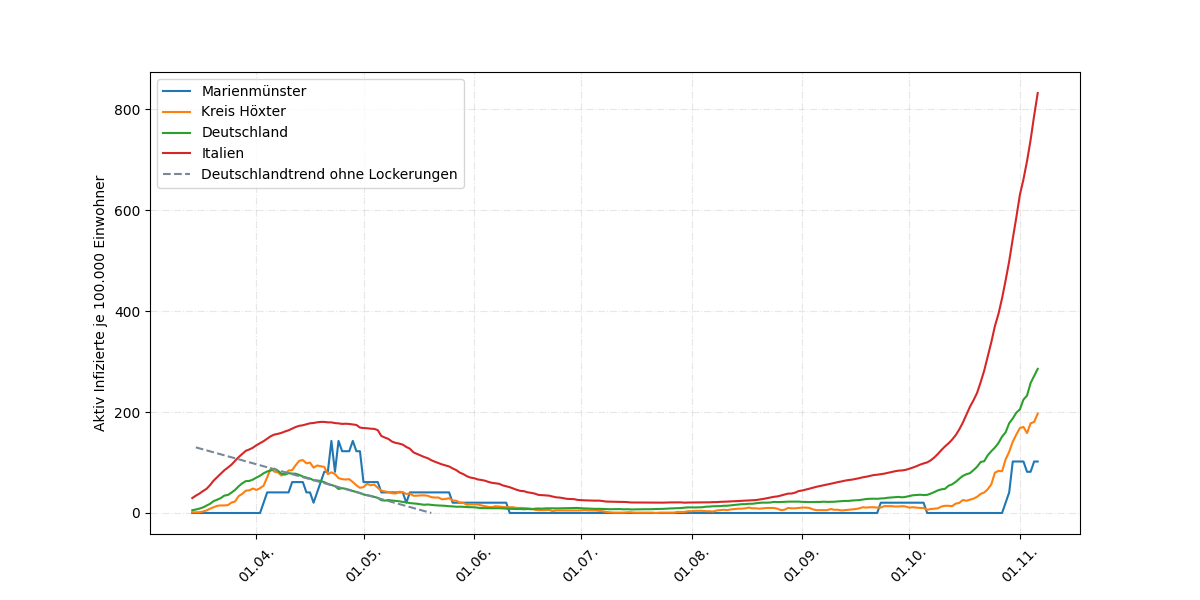 Marienmünster
Kreis Höxter
Deutschland
Italien
Deutschlandtrend ohne Lockerungen
Aktiv Infizierte je 100.000 Einwohner
800
600
400
200
0
01.04.
01.05.
01.06.
01.07.
01.08.
01.09.
01.10.
01.11.